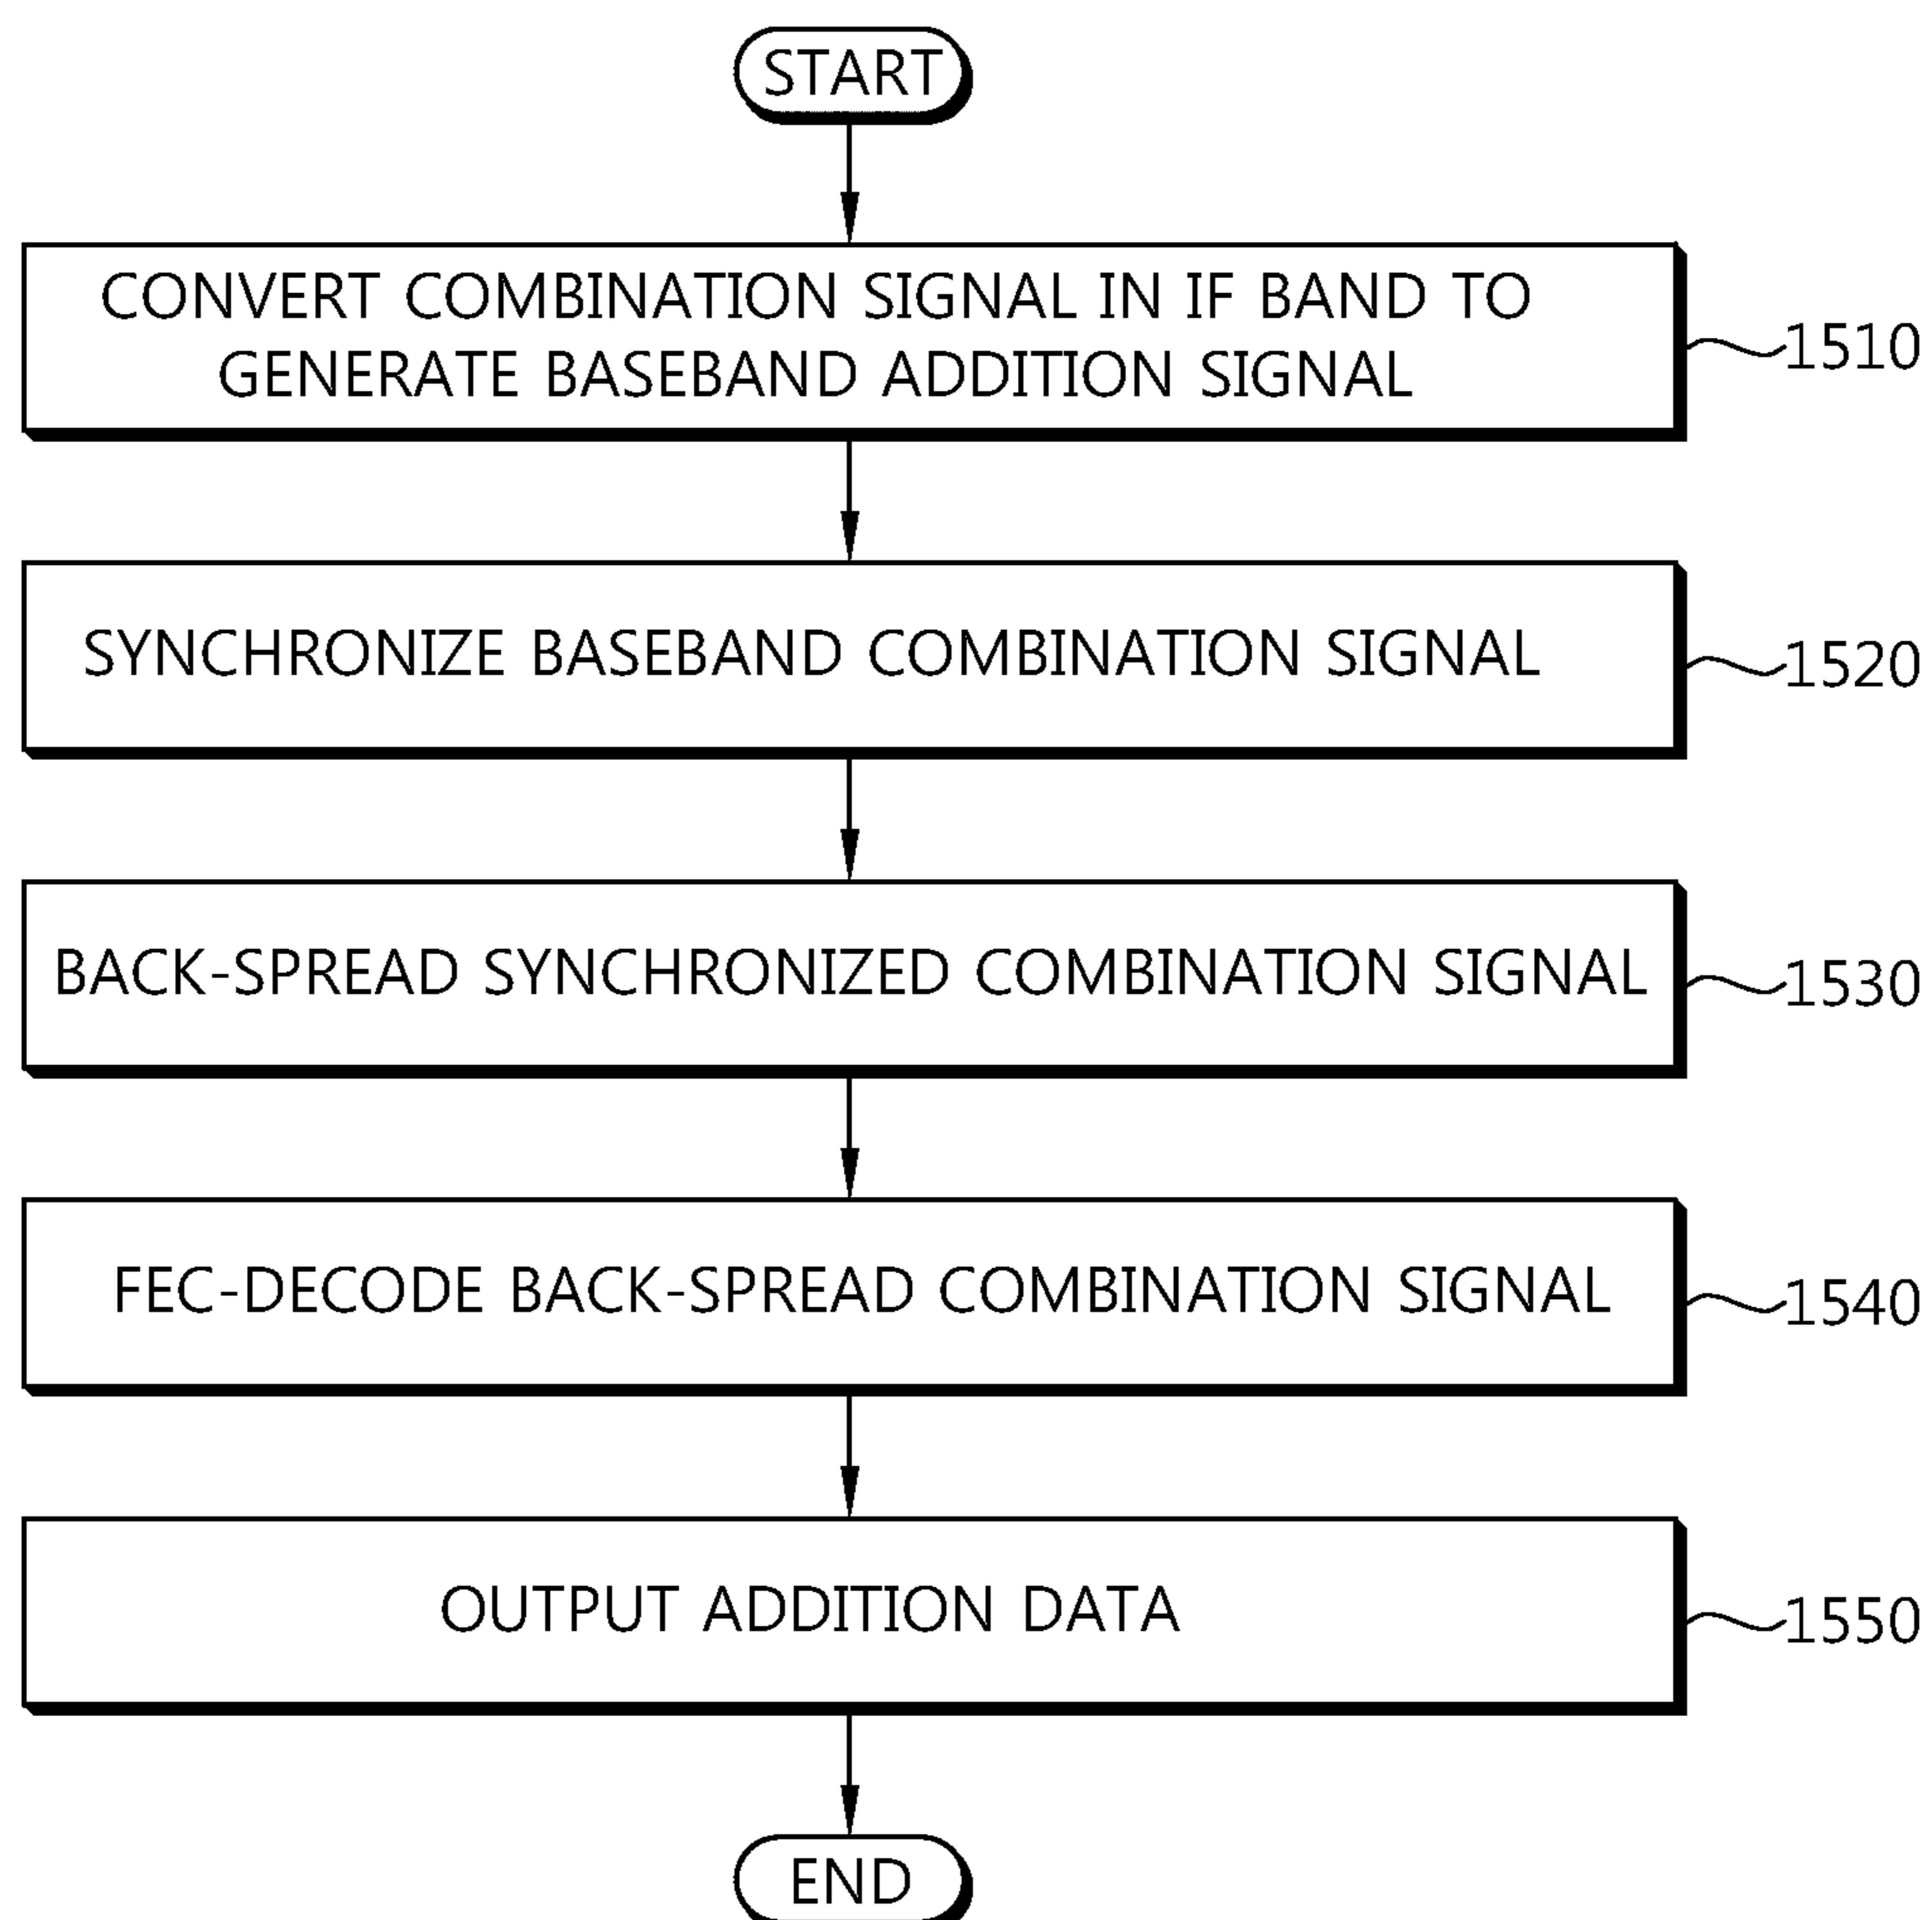 START
CONVERT COMBINATION SIGNAL IN IF BAND TO
GENERATE BASEBAND ADDITION SIGNAL
1510
SYNCHRONIZE BASEBAND COMBINATION SIGNAL
1520
BACK-SPREAD SYNCHRONIZED COMBINATION SIGNAL
1530
FEC-DECODE BACK-SPREAD COMBINATION SIGNAL
1540
OUTPUT ADDITION DATA
1550
END